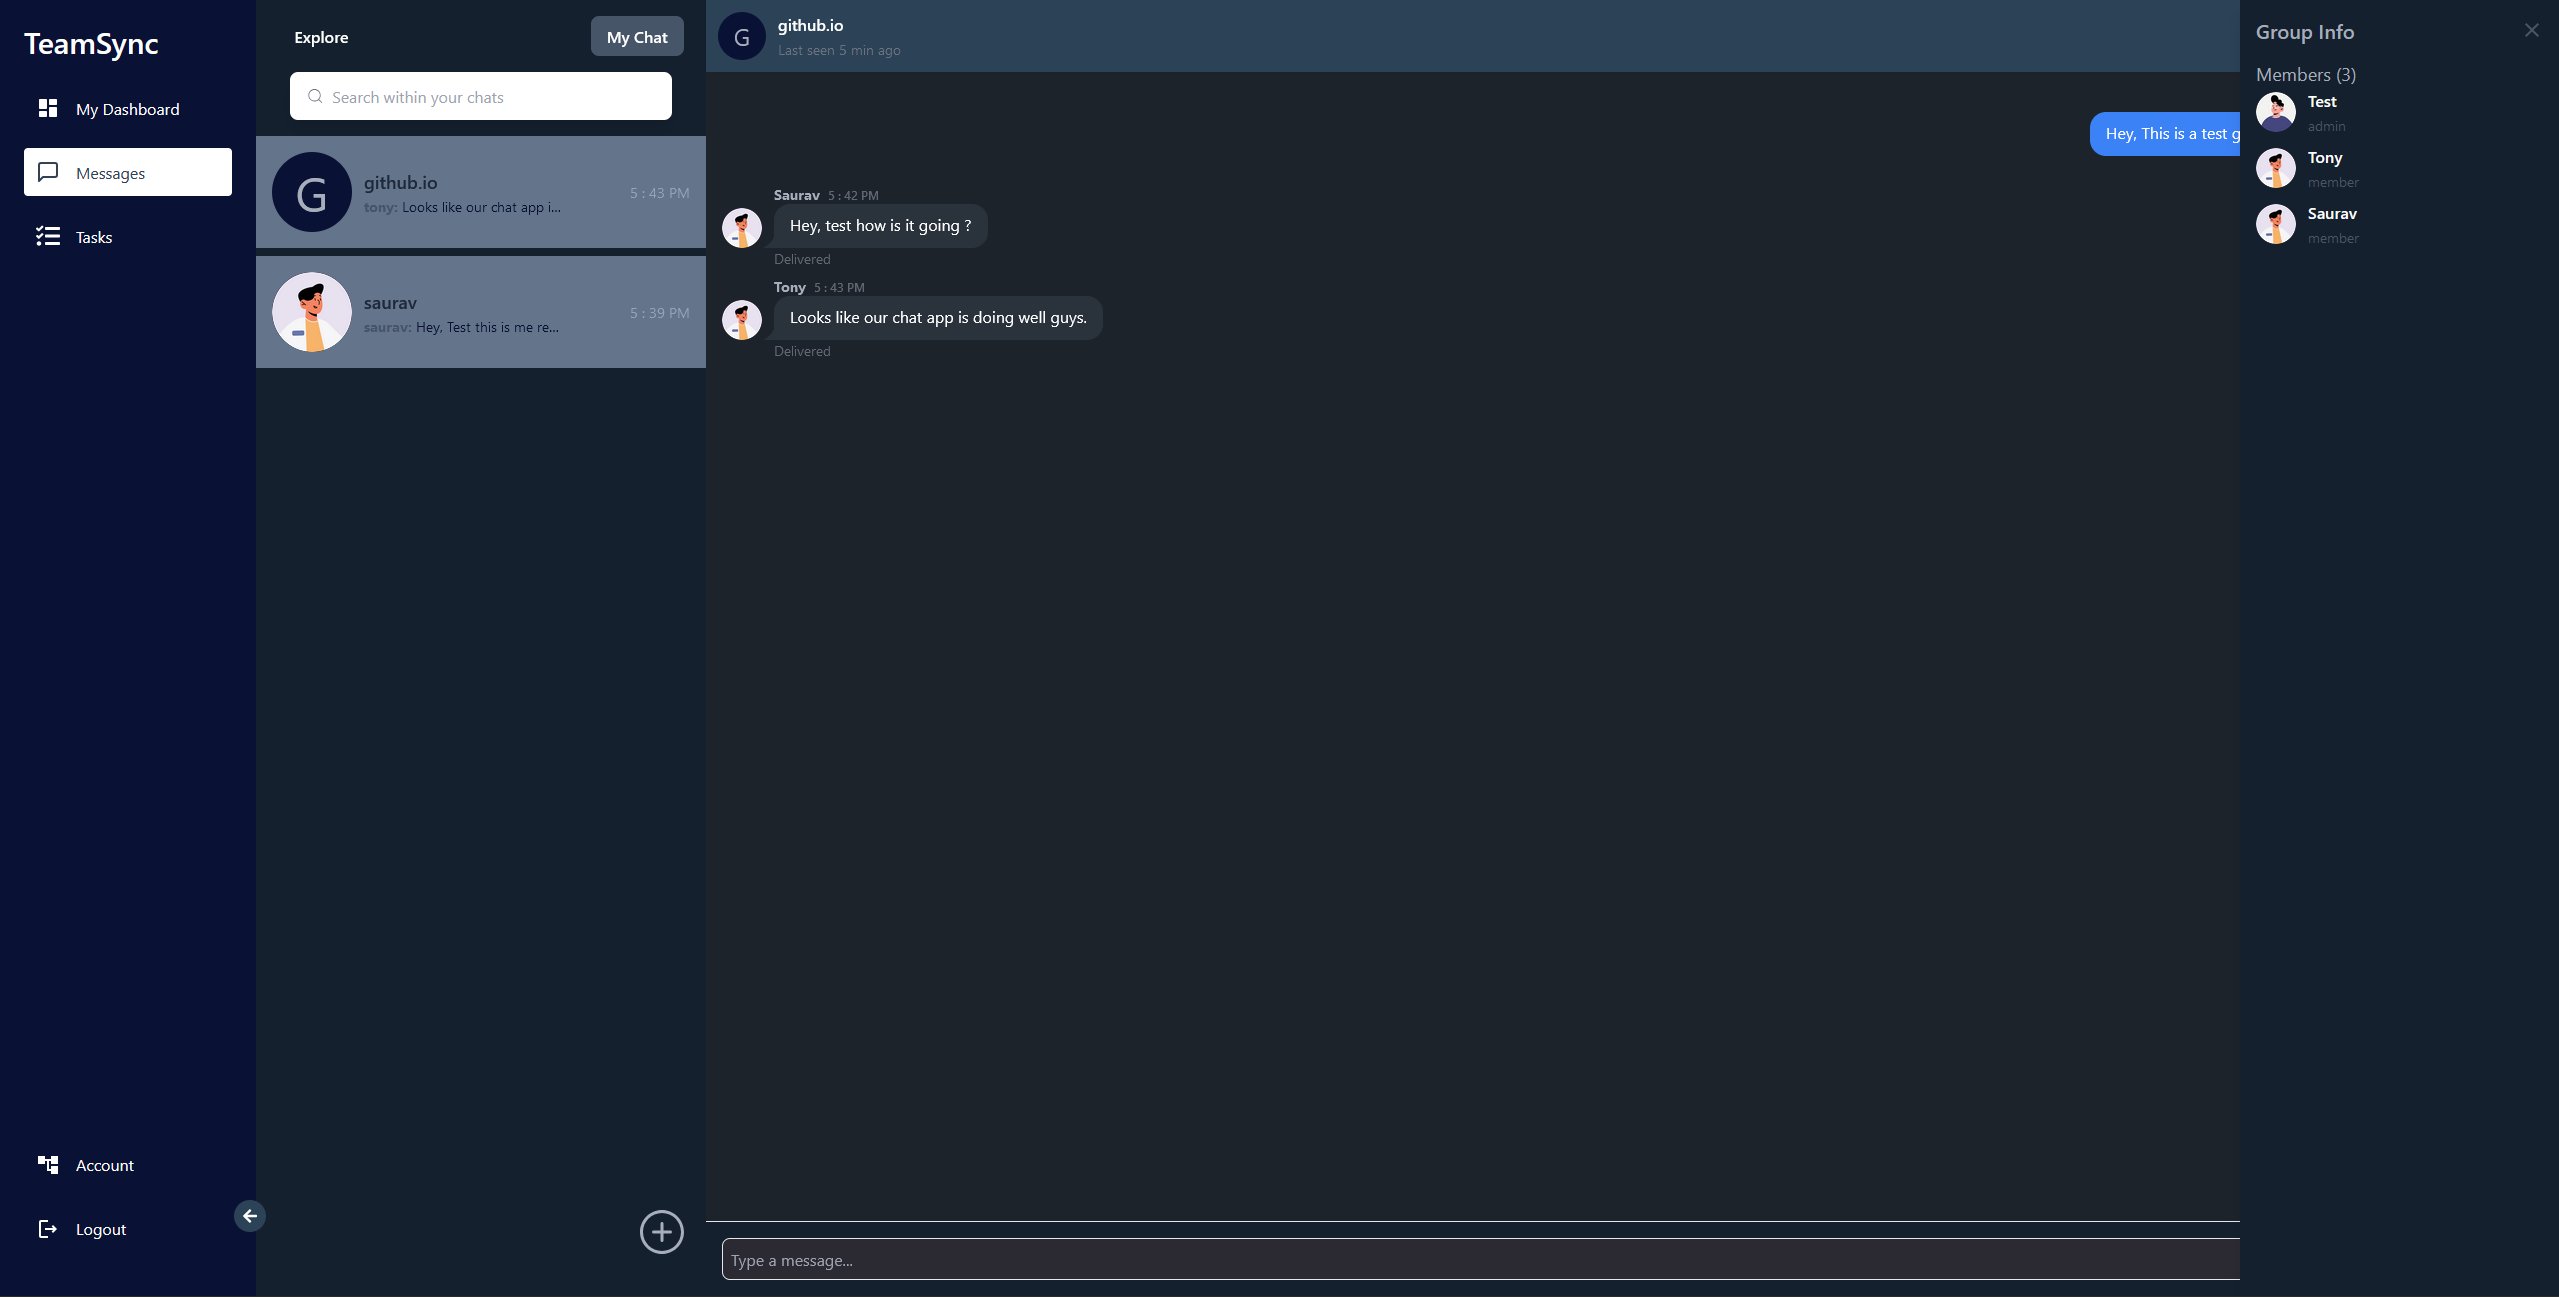 TeamSync
My Dashboard
Messages
Tasks
Account
Logout
Explore
My Chat
Search within your chats
G
github.io
5 : 43 PM
tony: Looks like our chat app i...
saurav
5 : 39 PM
saurav: Hey, Test this is me re...
G
github.io
Last seen 5 min ago
Hey, This is a test g
Saurav 5 : 42 PM
Hey, test how is it going ?
Delivered
Tony 5 : 43 PM
Looks like our chat app is doing well guys.
Delivered
Type a message...
Group Info
Members (3)
Test
admin
Tony
member
Saurav
member